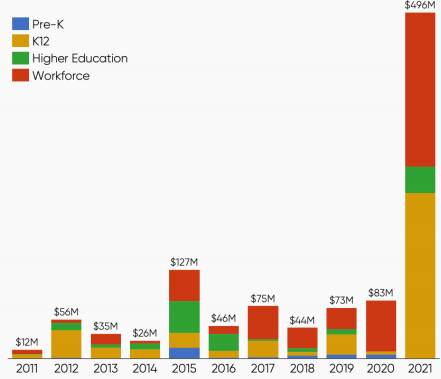 $496M
Pre-K
K12
Higher Education
Workforce
$127M
$83M
$75M
$73M
$56M
$46M
$44M
$35M
$26M
$12M
2011 2012 2013 2014 2015 2016 2017 2018 2019 2020 2021